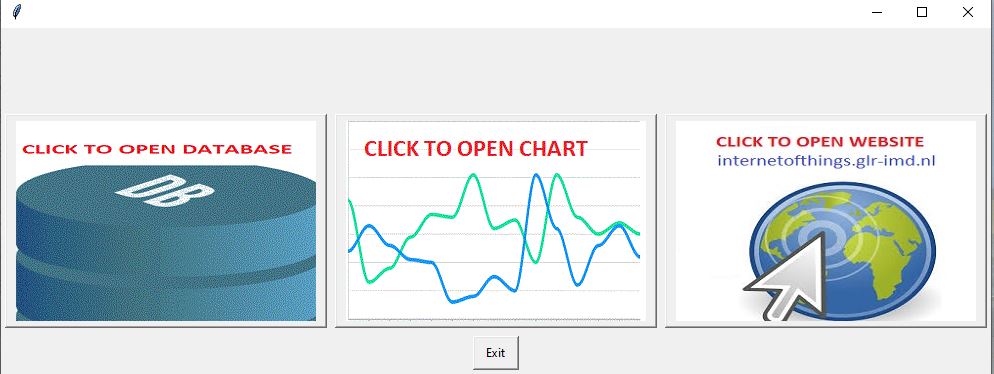 CLICK TO OPEN DATABASE
DB
CLICK TO OPEN CHART
CLICK TO OPEN WEBSITE
internetofthings.glr-imd.nl
Exit